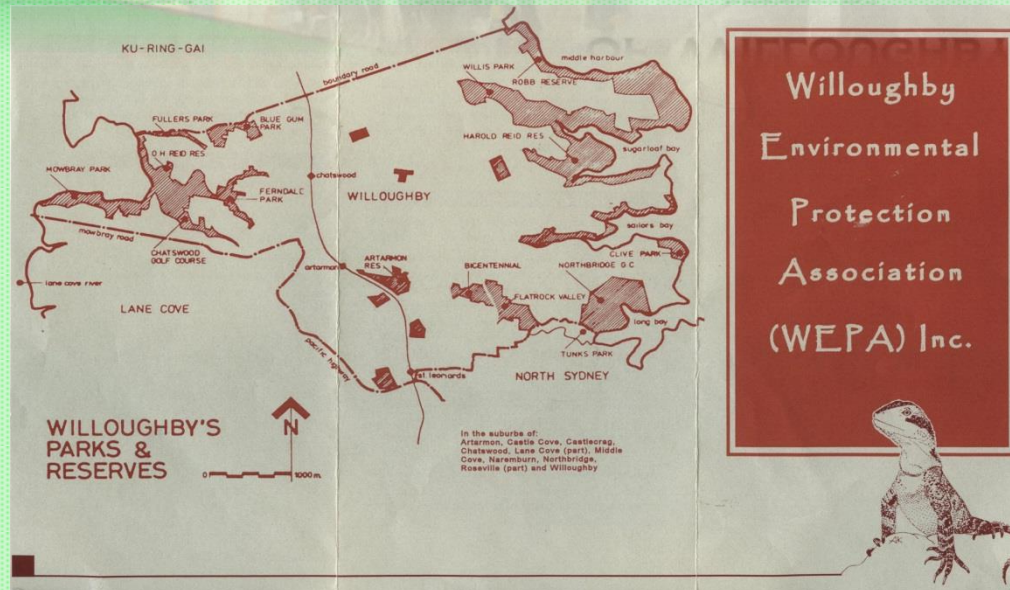 KU-RING-GAI
boundary road
middle harbour
WILLIS PARK
ROBB RESERVE
FULLERS PARK
BLUE GUM
PARK
HAROLD REID RES
sugarloaf bay
O H REID RES
MOWBRAY PARK
chatswood
WILLOUGHBY
FERNDALE
PARK
mowbray road
sailors bay
CHATSWOOD
GOLF COURSE
CLIVE PARK
artarmon
ARTARMON
RES
BICENTENNIAL
NORTHBRIDGE G C
lane cove river
FLATROCK VALLEY
LANE COVE
long bay
pacific highway
TUNKS PARK
st. leonards
NORTH SYDNEY
WILLOUGHBY'S
PARKS &
RESERVES
N
0 1000m.
In the suburbs of:
Artarmon, Castle Cove, Castlecrag,
Chatswood, Lane Cove (part), Middle
Cove, Naremburn, Northbridge,
Roseville (part) and Willoughby
Willoughby
Environmental
Protection
Association
(WEPA) Inc.